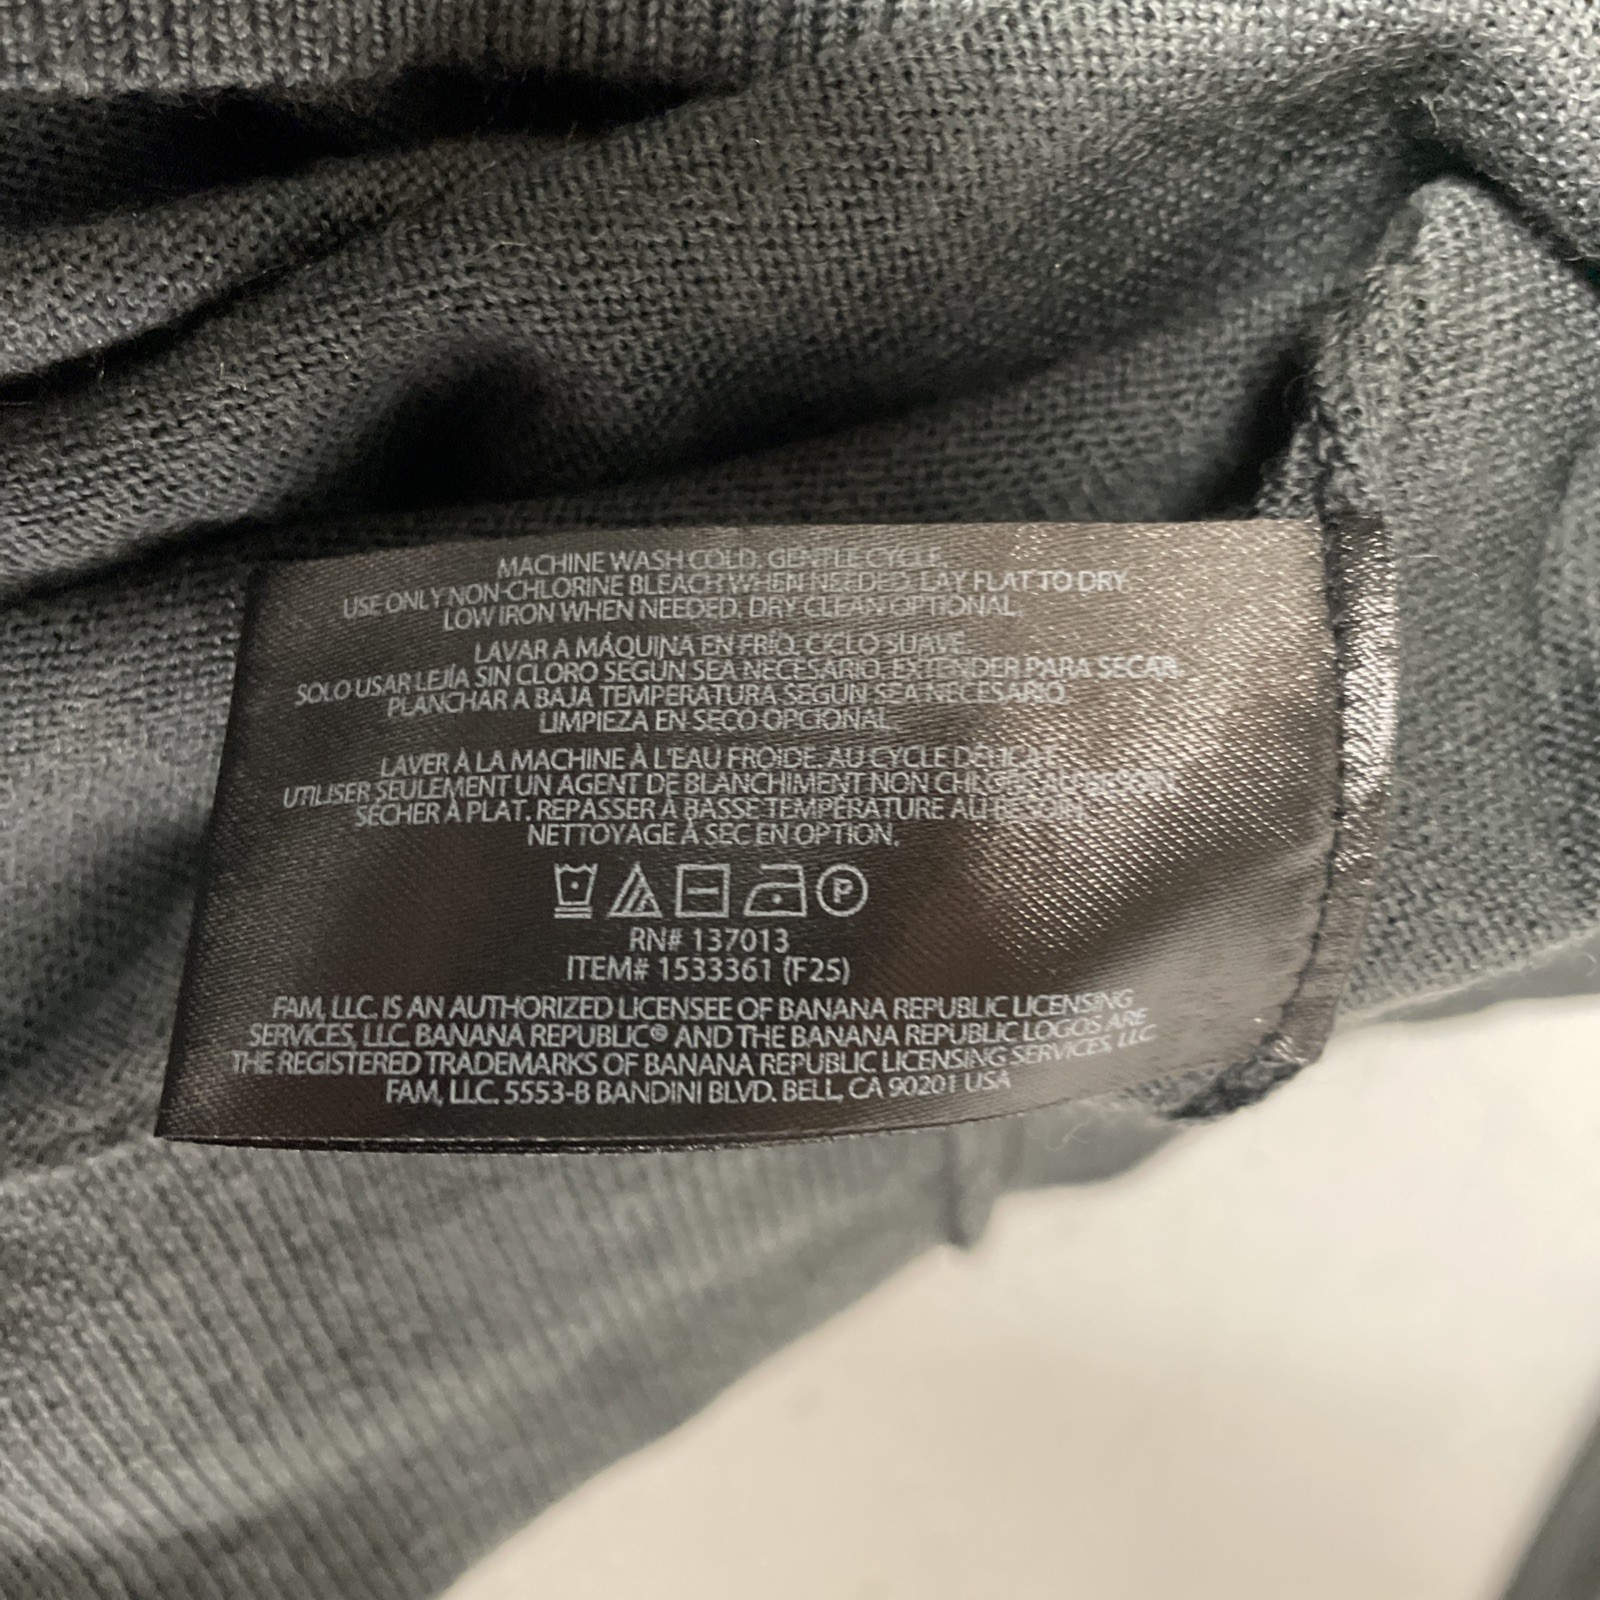 MACHINE WASH COLD, GENTLE CYCLE,
USE ONLY NON-CHLORINE BLEACH WHEN NEEDED, LAY FLAT TO DRY
LOW IRON WHEN NEEDED, DRY CLEAN OPTIONAL,
LAVAR A MÁQUINA EN FRÍO, CICLO SUAVE.
SOLO USAR LEJÍA SIN CLORO SEGUN SEA NECESARIO. EXTENDER PARA SECAR.
PLANCHAR A BAJA TEMPERATURA SEGUN SEA NECESARIO.
LIMPIEZA EN SECO OPCIONAL.
LAVER À LA MACHINE À L'EAU FROIDE. AU CYCLE DÉLICAT.
UTILISER SEULEMENT UN AGENT DE BLANCHIMENT NON CHLORÉ AU BESOIN
SÉCHER À PLAT. REPASSER À BASSE TEMPÉRATURE AU BESOIN.
NETTOYAGE À SEC EN OPTION.
P
RN# 137013
ITEM# 1533361 (F25)
FAM, LLC. IS AN AUTHORIZED LICENSEE OF BANANA REPUBLIC LICENSING
SERVICES, LLC. BANANA REPUBLIC® AND THE BANANA REPUBLIC LOGOS ARE
THE REGISTERED TRADEMARKS OF BANANA REPUBLIC LICENSING SERVICES, LLC
FAM, LLC. 5553-B BANDINI BLVD. BELL, CA 90201 USA